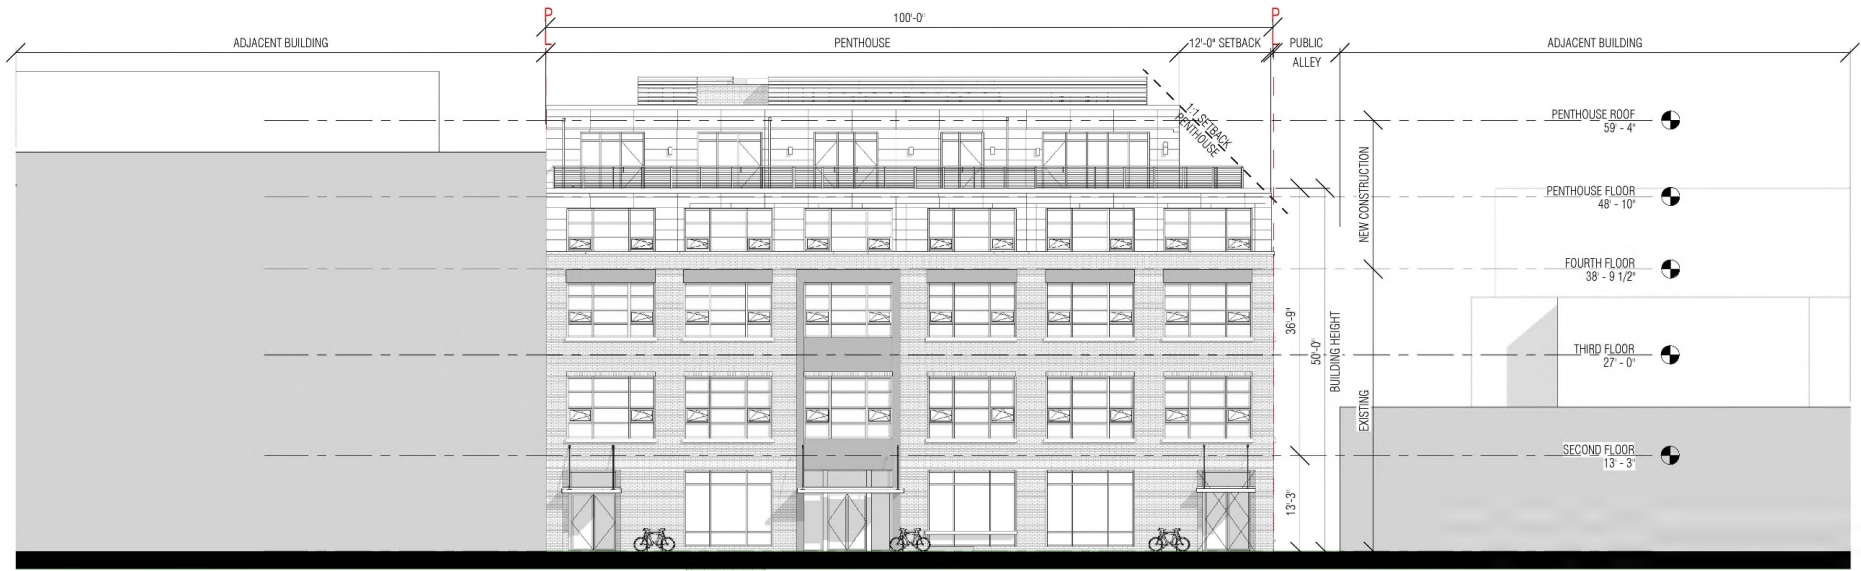 P
L
100'-0"
P
L
ADJACENT BUILDING
PENTHOUSE
12'-0" SETBACK
PUBLIC
ALLEY
ADJACENT BUILDING
1:1 SETBACK
PENTHOUSE
PENTHOUSE ROOF
59' - 4"
NEW CONSTRUCTION
PENTHOUSE FLOOR
48' - 10"
FOURTH FLOOR
38' - 9 1/2"
36'-9"
50'-0"
BUILDING HEIGHT
THIRD FLOOR
27' - 0"
EXISTING
SECOND FLOOR
13' - 3"
13'-3"